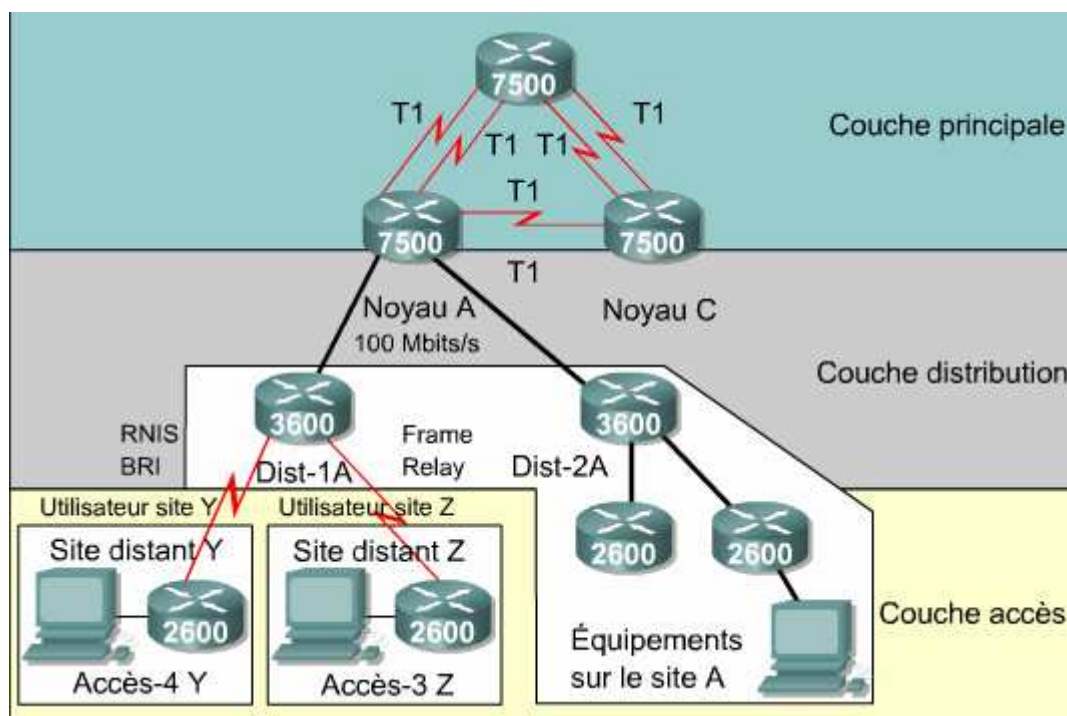 7500
T1
T1
Couche principale
T1
T1
T1
7500
7500
T1
Noyau A
Noyau C
100 Mbits/s
Couche distribution
3600
3600
RNIS
BRI
Frame
Relay
Dist-1A
Dist-2A
Utilisateur site Y
Utilisateur site Z
Site distant Y
Site distant Z
2600
2600
2600
2600
Couche accès
Équipements
sur le site A
Accès-4 Y
Accès-3 Z